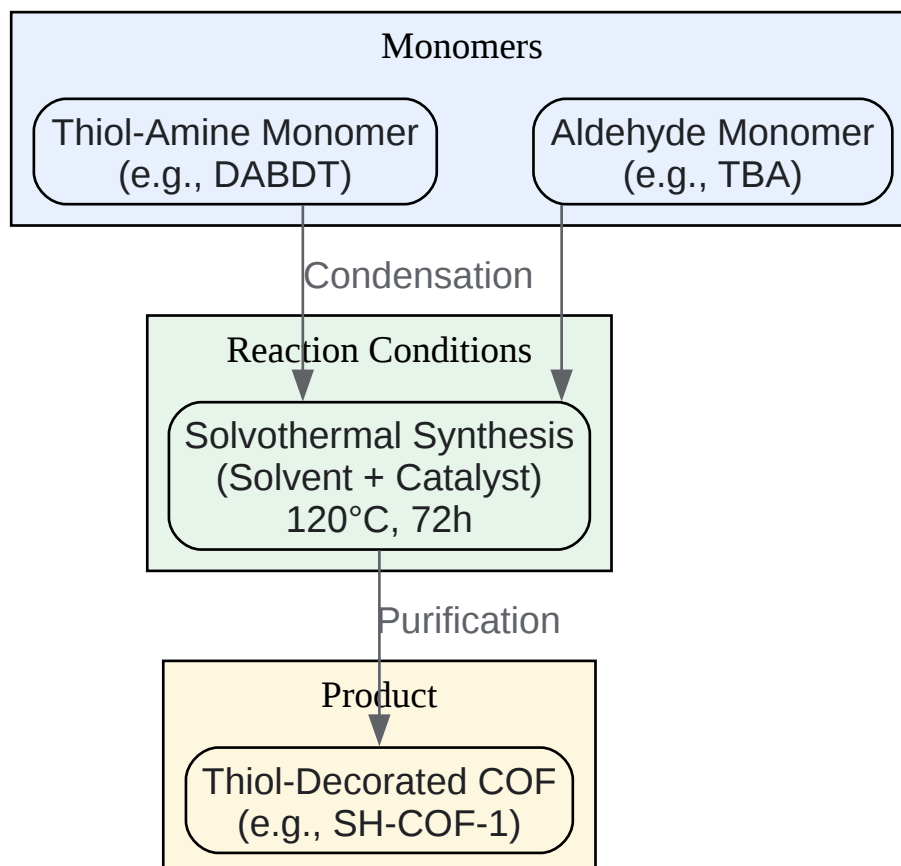 Monomers
Thiol-Amine Monomer
(e.g., DABDT)
Aldehyde Monomer
(e.g., TBA)
Condensation
Reaction Conditions
Solvothermal Synthesis
(Solvent + Catalyst)
120°C, 72h
Purification
Product
Thiol-Decorated COF
(e.g., SH-COF-1)